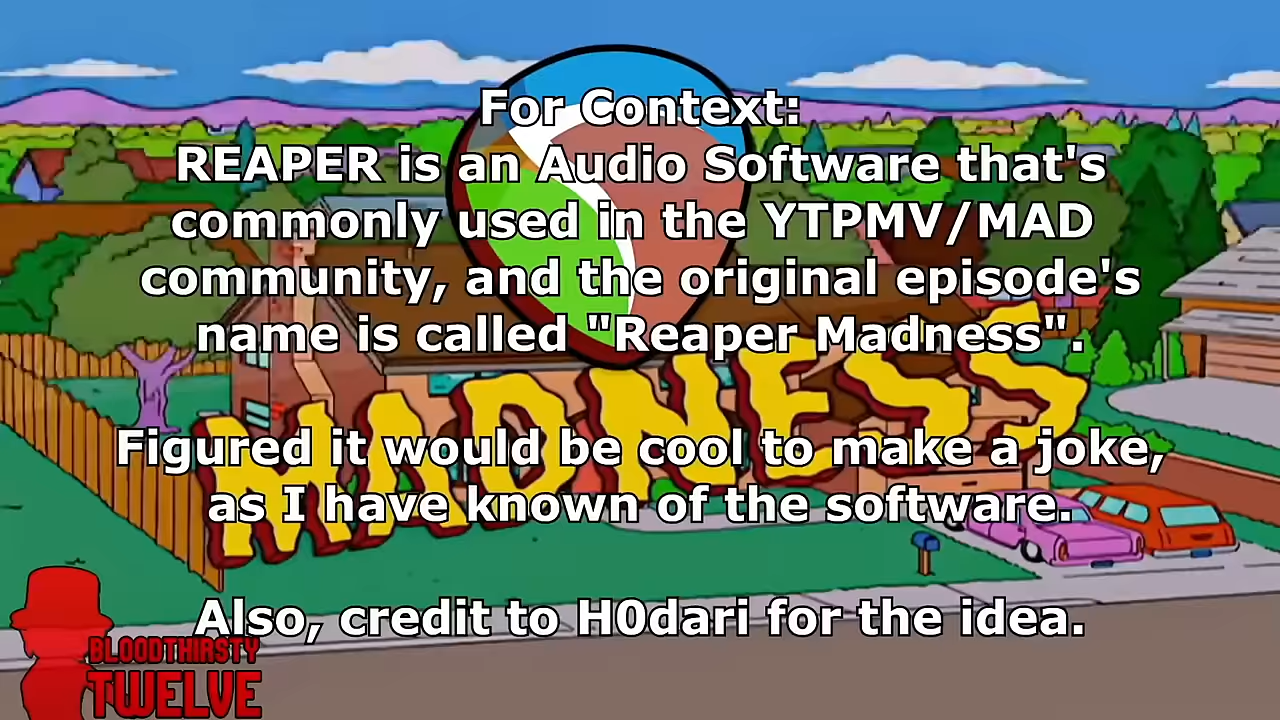 For Context:
REAPER is an Audio Software that's
commonly used in the YTPMV/MAD
community, and the original episode's
name is called "Reaper Madness".
MADNESS
Figured it would be cool to make a joke,
as I have known of the software.
Also, credit to H0dari for the idea.
BLOODTHIRSTY
TWELVE